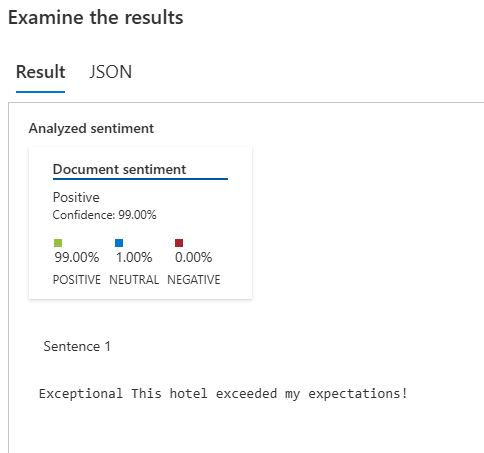 Examine the results
Result JSON
Analyzed sentiment
Document sentiment
Positive
Confidence: 99.00%
99.00% 1.00% 0.00%
POSITIVE NEUTRAL NEGATIVE
Sentence 1
Exceptional This hotel exceeded my expectations!